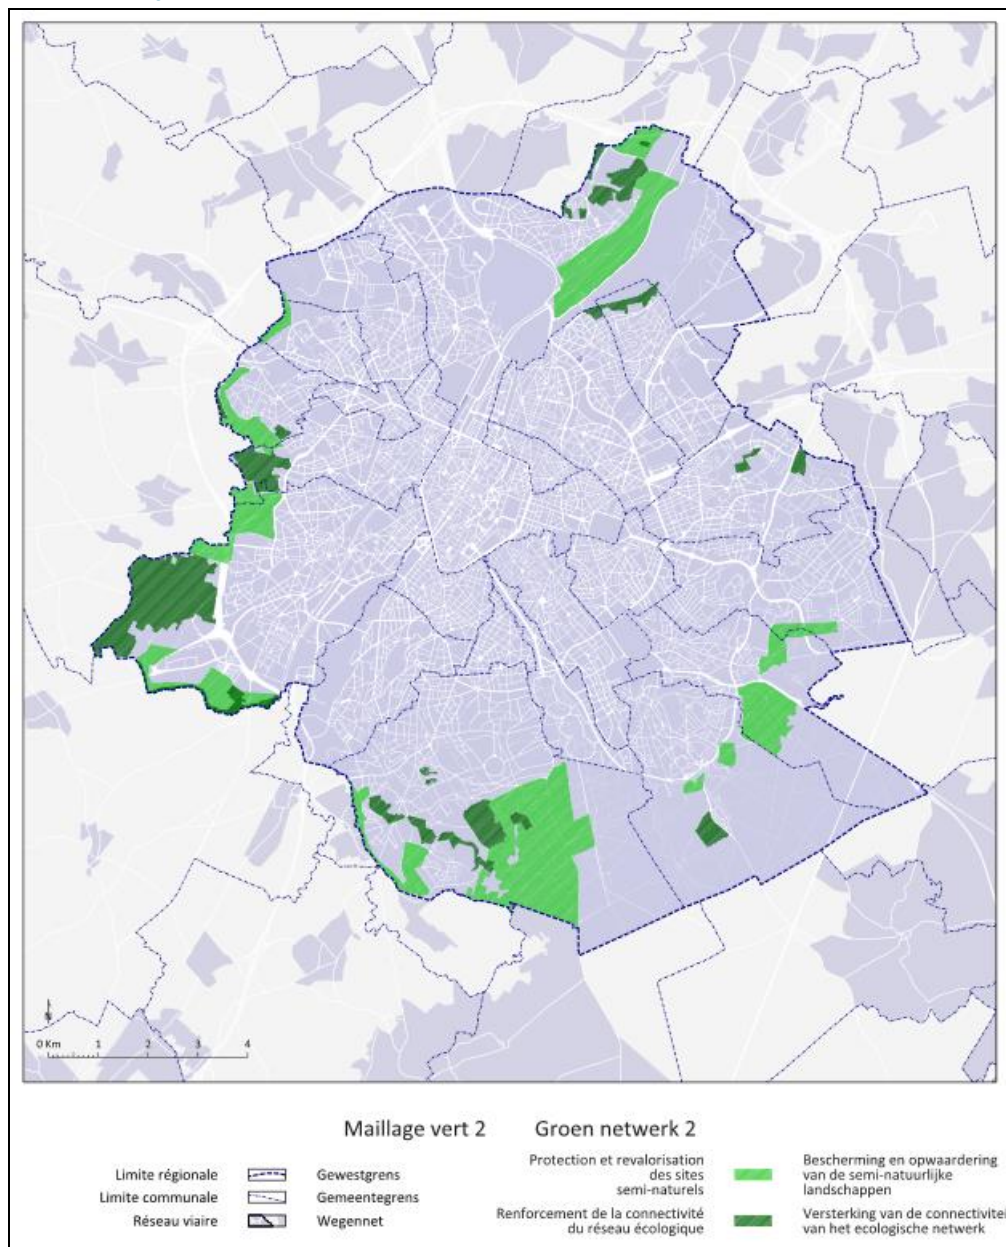 N
0 Km 1 2 3 4
Maillage vert 2 Groen netwerk 2
Limite régionale Gewestgrens
Limite communale Gemeentegrens
Réseau viaire Wegennet
Protection et revalorisation
des sites
semi-naturels
Bescherming en opwaardering
van de semi-natuurlijke
landschappen
Renforcement de la connectivité
du réseau écologique
Versterking van de connectiviteit
van het ecologische netwerk